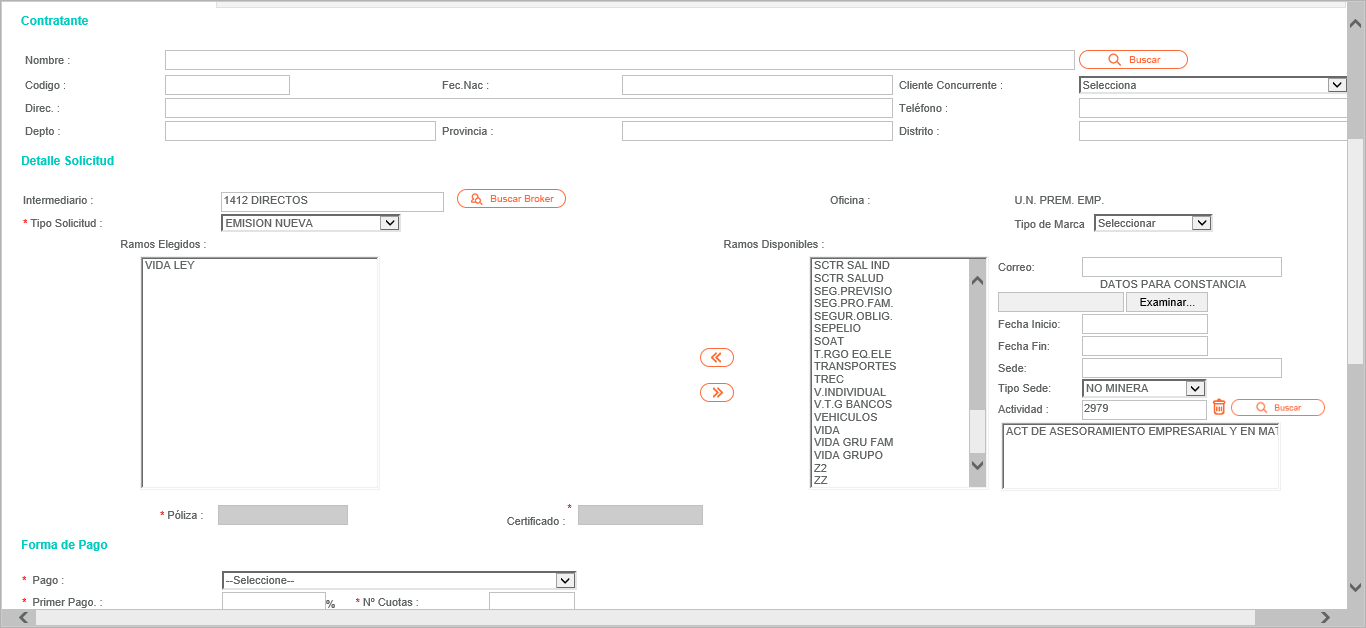 Contratante
Nombre :
Buscar
Codigo :
Fec.Nac :
Cliente Concurrente :
Selecciona
Direc. :
Teléfono :
Depto :
Provincia :
Distrito :
Detalle Solicitud
Intermediario :
1412 DIRECTOS
Buscar Broker
Oficina :
U.N. PREM. EMP.
* Tipo Solicitud :
EMISION NUEVA
Tipo de Marca
Seleccionar
Ramos Elegidos :
Ramos Disponibles :
VIDA LEY
SCTR SAL IND
SCTR SALUD
SEG.PREVISIO
SEG.PRO.FAM.
SEGUR.OBLIG.
SEPELIO
SOAT
T.RGO EQ.ELE
TRANSPORTES
TREC
V.INDIVIDUAL
V.T.G BANCOS
VEHICULOS
VIDA
VIDA GRU FAM
VIDA GRUPO
Z2
ZZ
Correo:
DATOS PARA CONSTANCIA
Examinar...
Fecha Inicio:
Fecha Fin:
Sede:
Tipo Sede:
NO MINERA
Actividad :
2979
Buscar
ACT DE ASESORAMIENTO EMPRESARIAL Y EN MAT
* Póliza :
*
Certificado :
Forma de Pago
* Pago :
--Seleccione--
* Primer Pago. :
%
* Nº Cuotas :